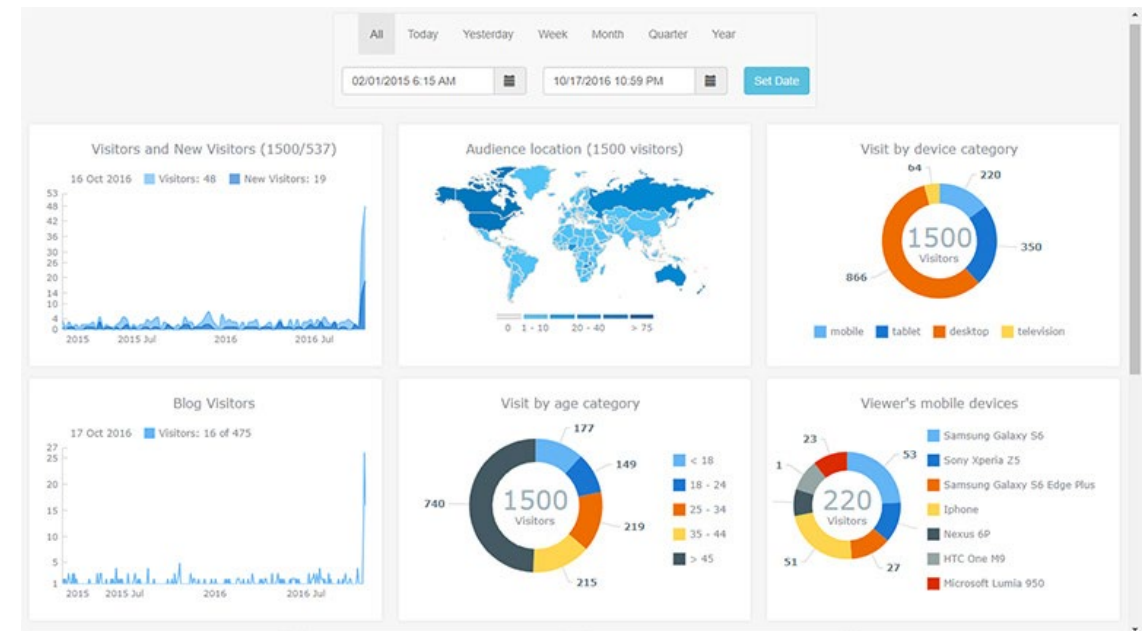 All Today Yesterday Week Month Quarter Year
02/01/2015 6:15 AM 10/17/2016 10:59 PM Set Date
Visitors and New Visitors (1500/537)
16 Oct 2016 Visitors: 48 New Visitors: 19
53
48
42
36
30
26
20
14
10
4
0
2015 2015 Jul 2016 2016 Jul
Audience location (1500 visitors)
0 1 - 10 20 - 40 > 75
Visit by device category
64
220
1500
Visitors
350
866
mobile tablet desktop television
Blog Visitors
17 Oct 2016 Visitors: 16 of 475
27
25
20
15
10
5
1
2015 2015 Jul 2016 2016 Jul
Visit by age category
177
149
740
1500
Visitors
219
215
< 18
18 - 24
25 - 34
35 - 44
> 45
Viewer's mobile devices
23
53
1
220
Visitors
51
27
Samsung Galaxy S6
Sony Xperia Z5
Samsung Galaxy S6 Edge Plus
Iphone
Nexus 6P
HTC One M9
Microsoft Lumia 950